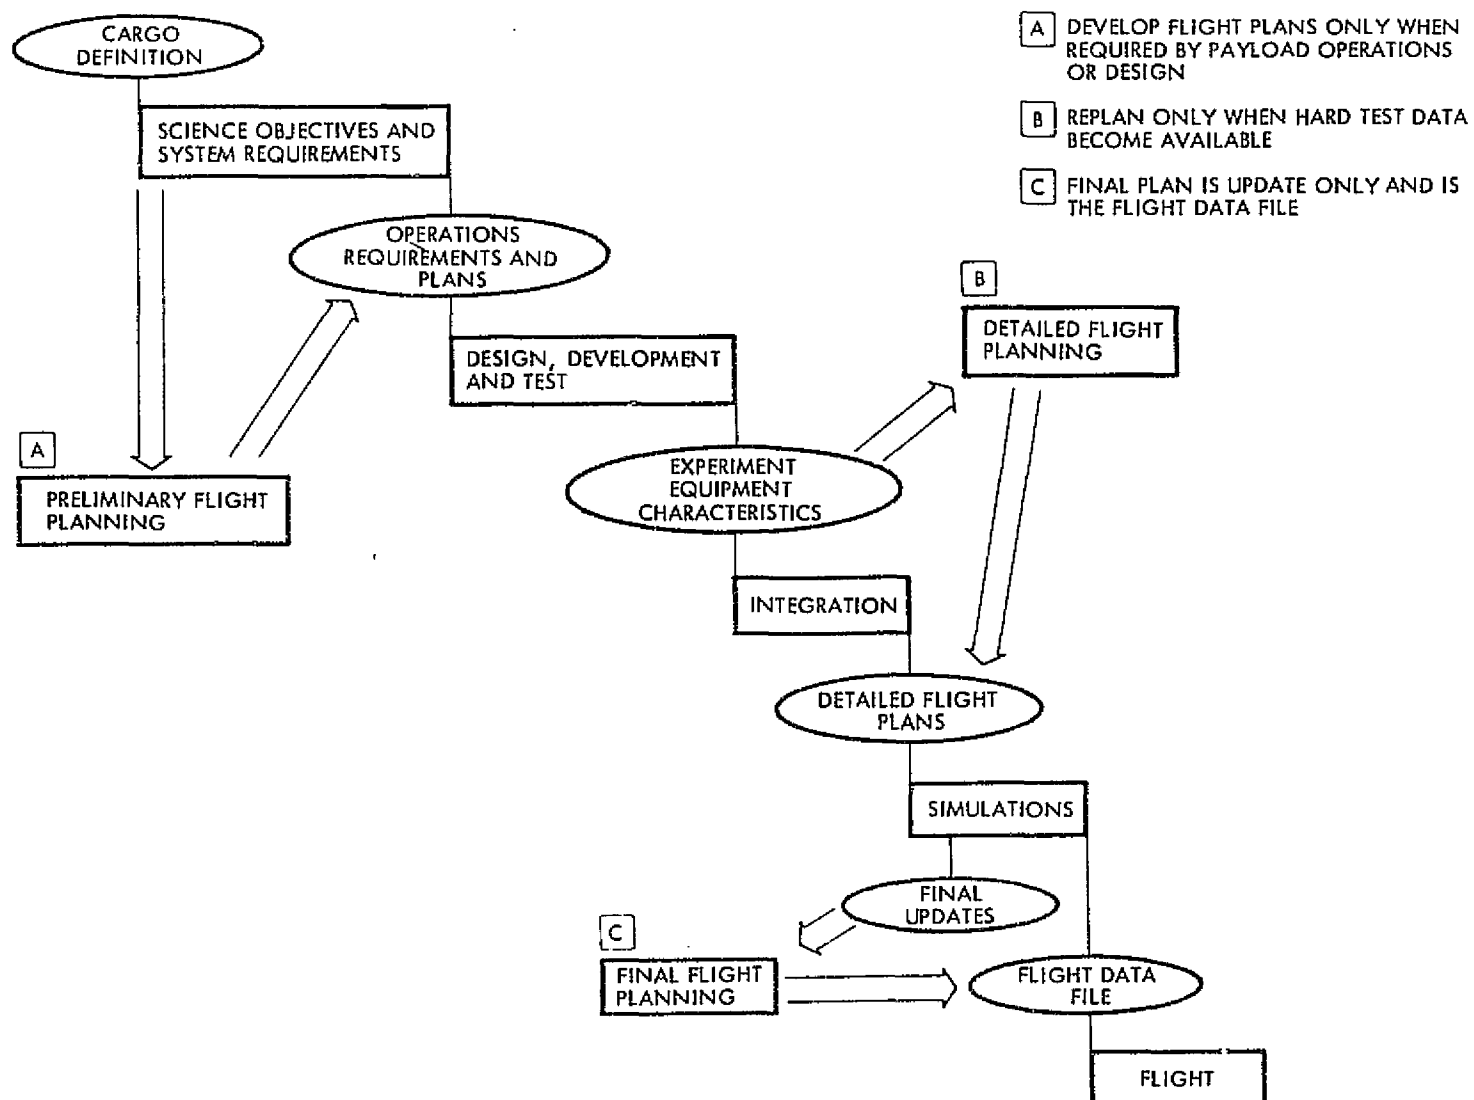 CARGO
DEFINITION
A
DEVELOP FLIGHT PLANS ONLY WHEN
REQUIRED BY PAYLOAD OPERATIONS
OR DESIGN
B
REPLAN ONLY WHEN HARD TEST DATA
BECOME AVAILABLE
C
FINAL PLAN IS UPDATE ONLY AND IS
THE FLIGHT DATA FILE
SCIENCE OBJECTIVES AND
SYSTEM REQUIREMENTS
OPERATIONS
REQUIREMENTS AND
PLANS
B
DETAILED FLIGHT
PLANNING
DESIGN, DEVELOPMENT
AND TEST
A
PRELIMINARY FLIGHT
PLANNING
EXPERIMENT
EQUIPMENT
CHARACTERISTICS
INTEGRATION
DETAILED FLIGHT
PLANS
SIMULATIONS
FINAL
UPDATES
C
FINAL FLIGHT
PLANNING
FLIGHT DATA
FILE
FLIGHT